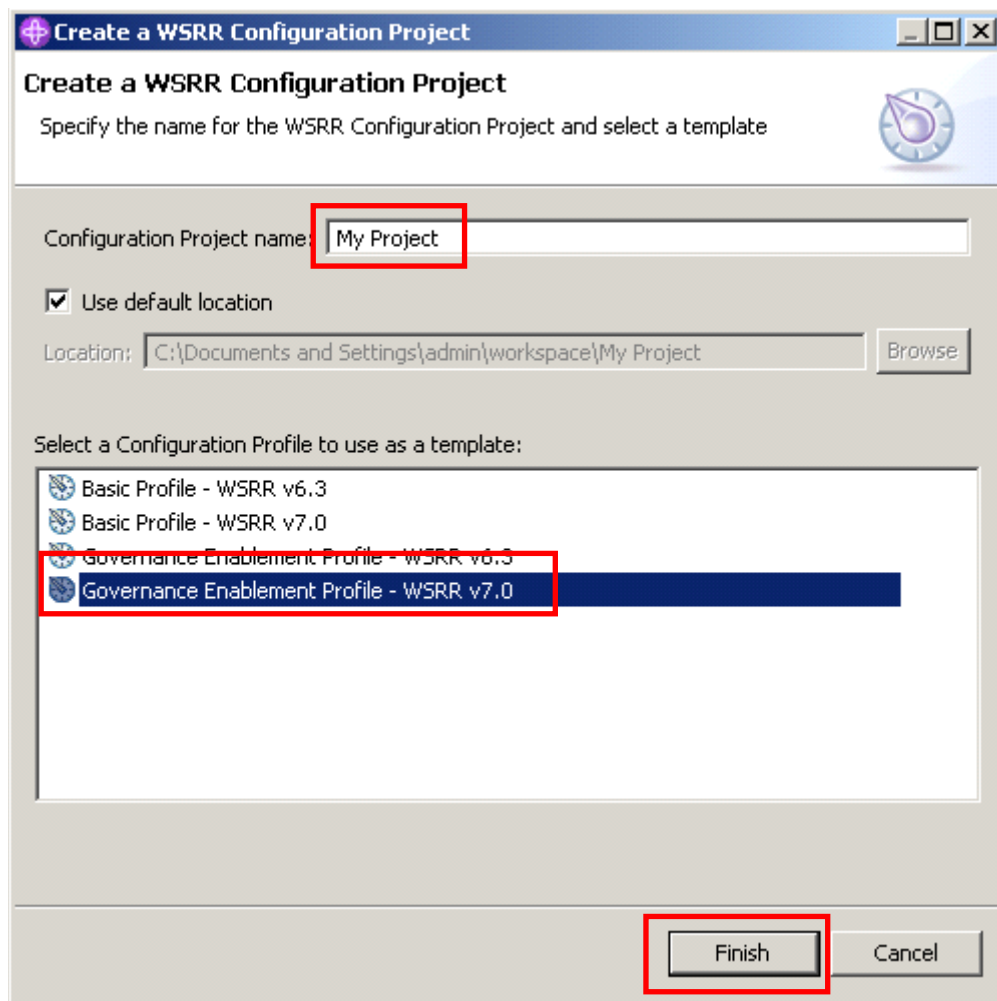 Create a WSRR Configuration Project
Create a WSRR Configuration Project
Specify the name for the WSRR Configuration Project and select a template
Configuration Project name: My Project
Use default location
Location: C:\Documents and Settings\admin\workspace\My Project Browse
Select a Configuration Profile to use as a template:
Basic Profile - WSRR v6.3
Basic Profile - WSRR v7.0
Governance Enablement Profile - WSRR v6.3
Governance Enablement Profile - WSRR v7.0
Finish Cancel